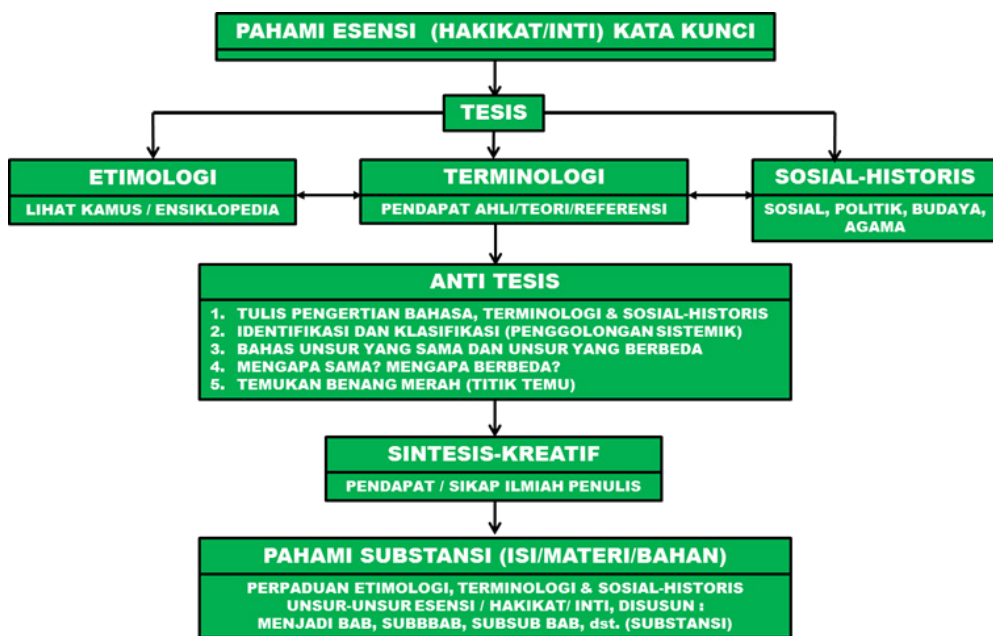 PAHAMI ESENSI (HAKIKAT/INTI) KATA KUNCI
TESIS
ETIMOLOGI
LIHAT KAMUS / ENSIKLOPEDIA
TERMINOLOGI
PENDAPAT AHLI/TEORI/REFERENSI
SOSIAL-HISTORIS
SOSIAL, POLITIK, BUDAYA,
AGAMA
ANTI TESIS
1. TULIS PENGERTIAN BAHASA, TERMINOLOGI & SOSIAL-HISTORIS
2. IDENTIFIKASI DAN KLASIFIKASI (PENGGOLONGAN SISTEMIK)
3. BAHAS UNSUR YANG SAMA DAN UNSUR YANG BERBEDA
4. MENGAPA SAMA? MENGAPA BERBEDA?
5. TEMUKAN BENANG MERAH (TITIK TEMU)
SINTESIS-KREATIF
PENDAPAT / SIKAP ILMIAH PENULIS
PAHAMI SUBSTANSI (ISI/MATERI/BAHAN)
PERPADUAN ETIMOLOGI, TERMINOLOGI & SOSIAL-HISTORIS
UNSUR-UNSUR ESENSI / HAKIKAT/ INTI, DISUSUN :
MENJADI BAB, SUBBBAB, SUBSUB BAB, dst. (SUBSTANSI)